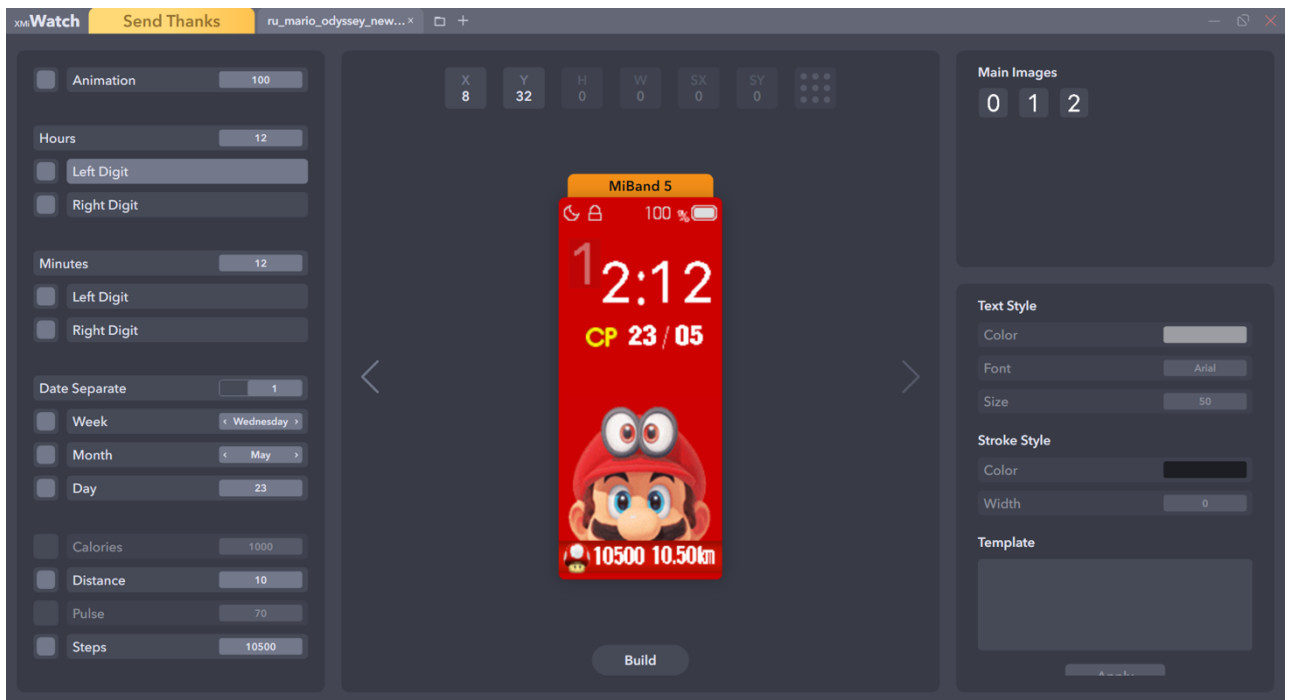 XMiWatch
Send Thanks
ru_mario_odyssey_new...×
+
Animation 100
Hours 12
Left Digit
Right Digit
Minutes 12
Left Digit
Right Digit
Date Separate 1
Week ‹ Wednesday ›
Month ‹ May ›
Day 23
Calories 1000
Distance 10
Pulse 70
Steps 10500
X Y H W SX SY
8 32 0 0 0 0
MiBand 5
100 %
12:12
СР 23/05
10500 10.50km
Build
Main Images
0 1 2
Text Style
Color
Font Arial
Size 50
Stroke Style
Color
Width 0
Template
Apply